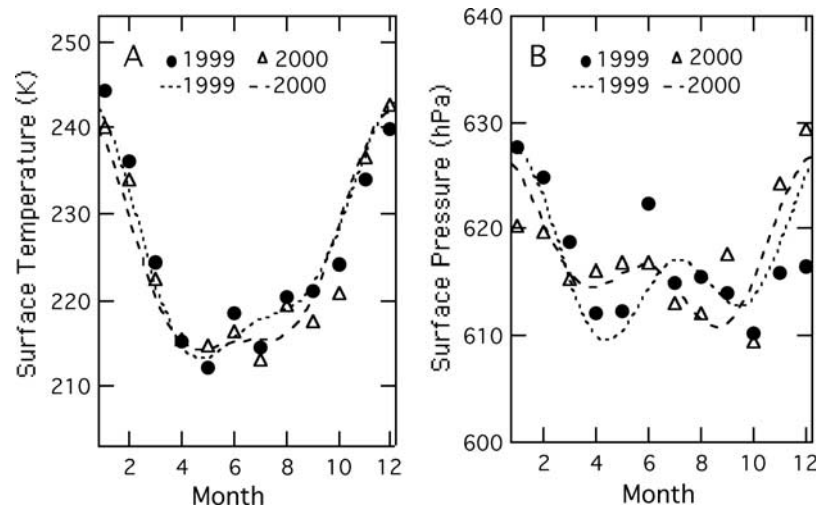 A
● 1999 △ 2000
1999 2000
250
240
230
220
210
Surface Temperature (K)
2 4 6 8 10 12
Month
B
● 1999 △ 2000
1999 2000
640
630
620
610
600
Surface Pressure (hPa)
2 4 6 8 10 12
Month